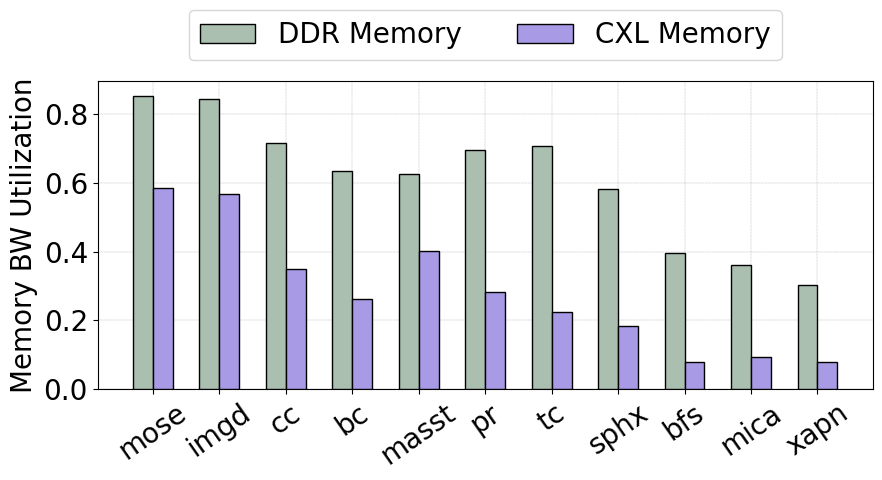 DDR Memory CXL Memory
Memory BW Utilization
0.8
0.6
0.4
0.2
0.0
mose imgd cc bc masst pr tc sphx bfs mica xapn